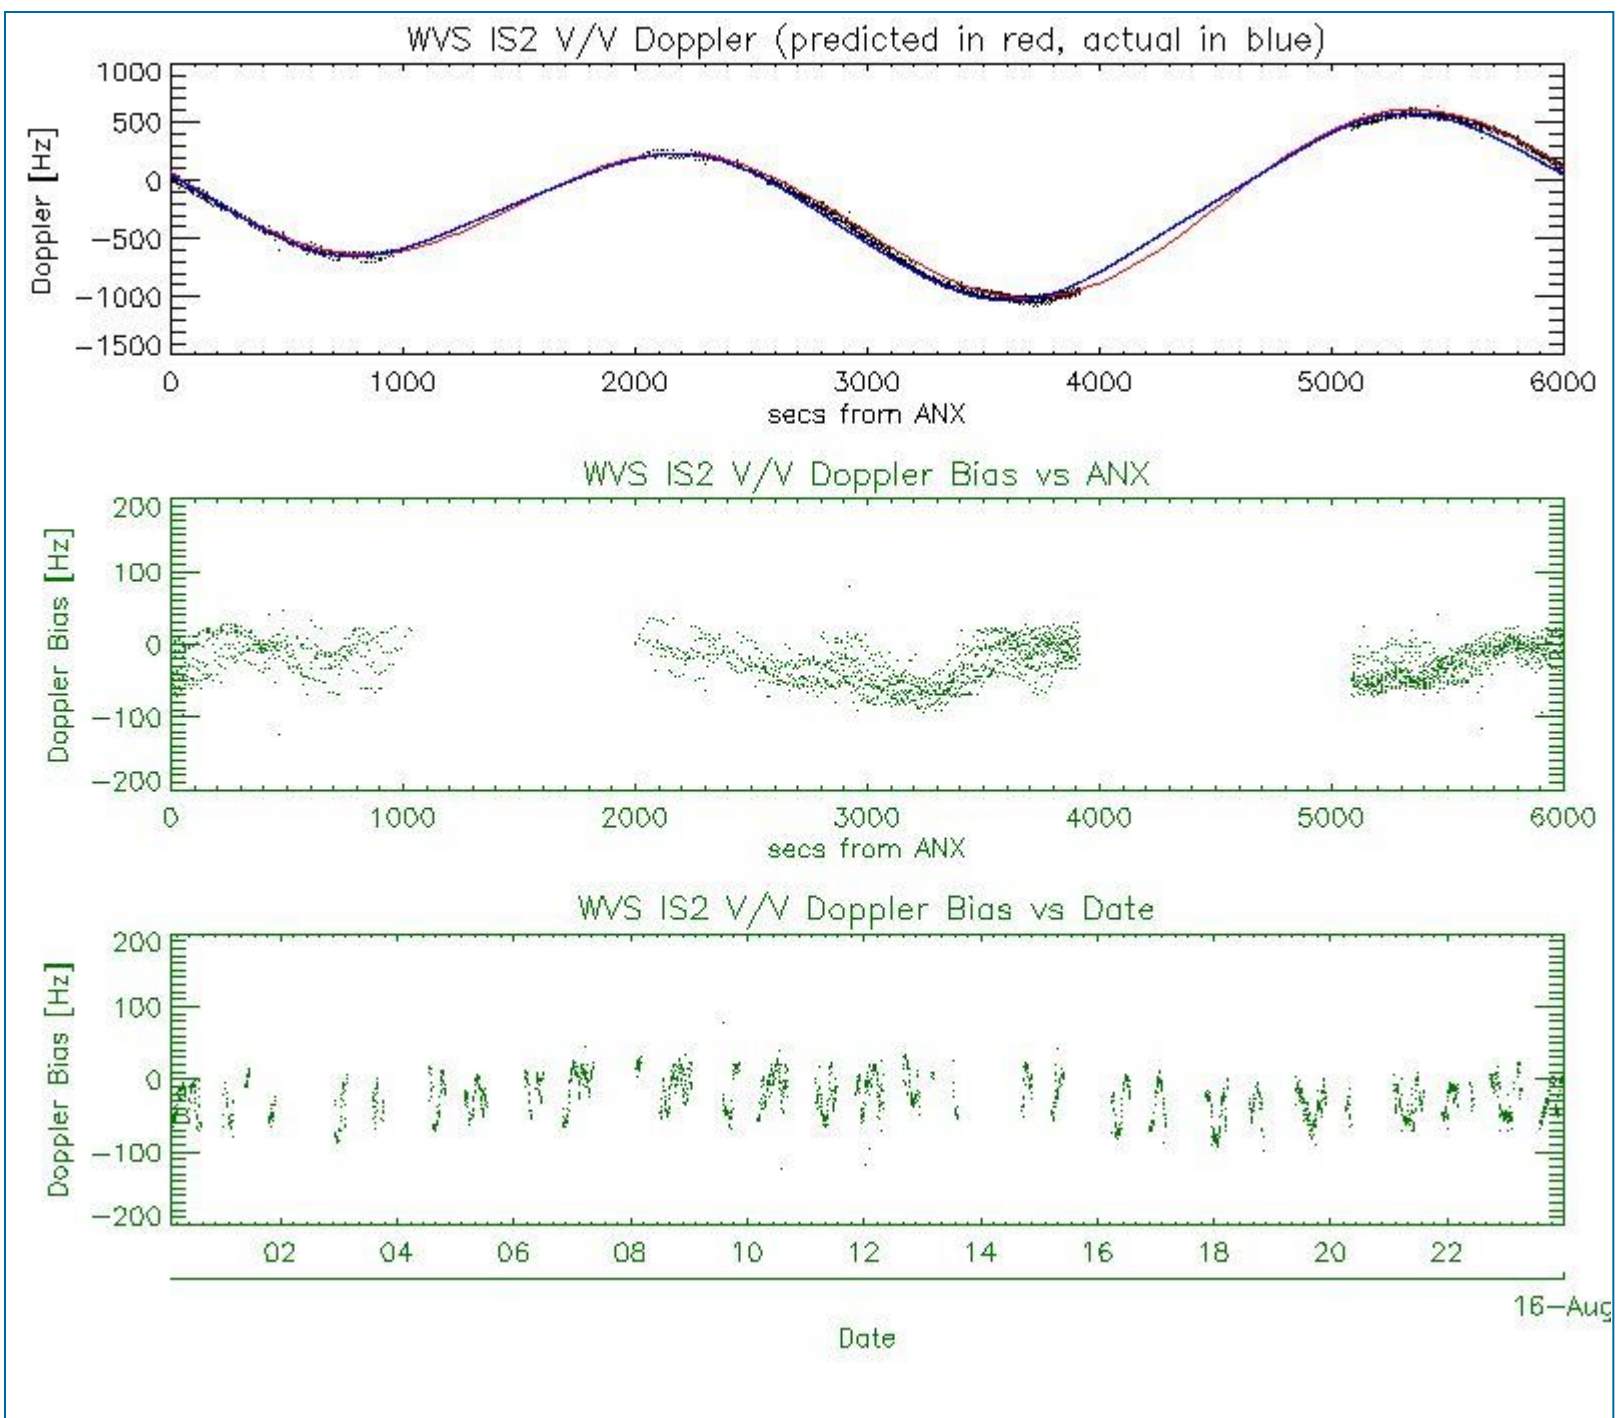 WVS IS2 V/V Doppler (predicted in red, actual in blue)
1000
500
0
-500
-1000
-1500
Doppler [Hz]
0 1000 2000 3000 4000 5000 6000
secs from ANX
WVS IS2 V/V Doppler Bias vs ANX
200
100
0
-100
-200
Doppler Bias [Hz]
0 1000 2000 3000 4000 5000 6000
secs from ANX
WVS IS2 V/V Doppler Bias vs Date
200
100
0
-100
-200
Doppler Bias [Hz]
02 04 06 08 10 12 14 16 18 20 22
16-Aug
Date